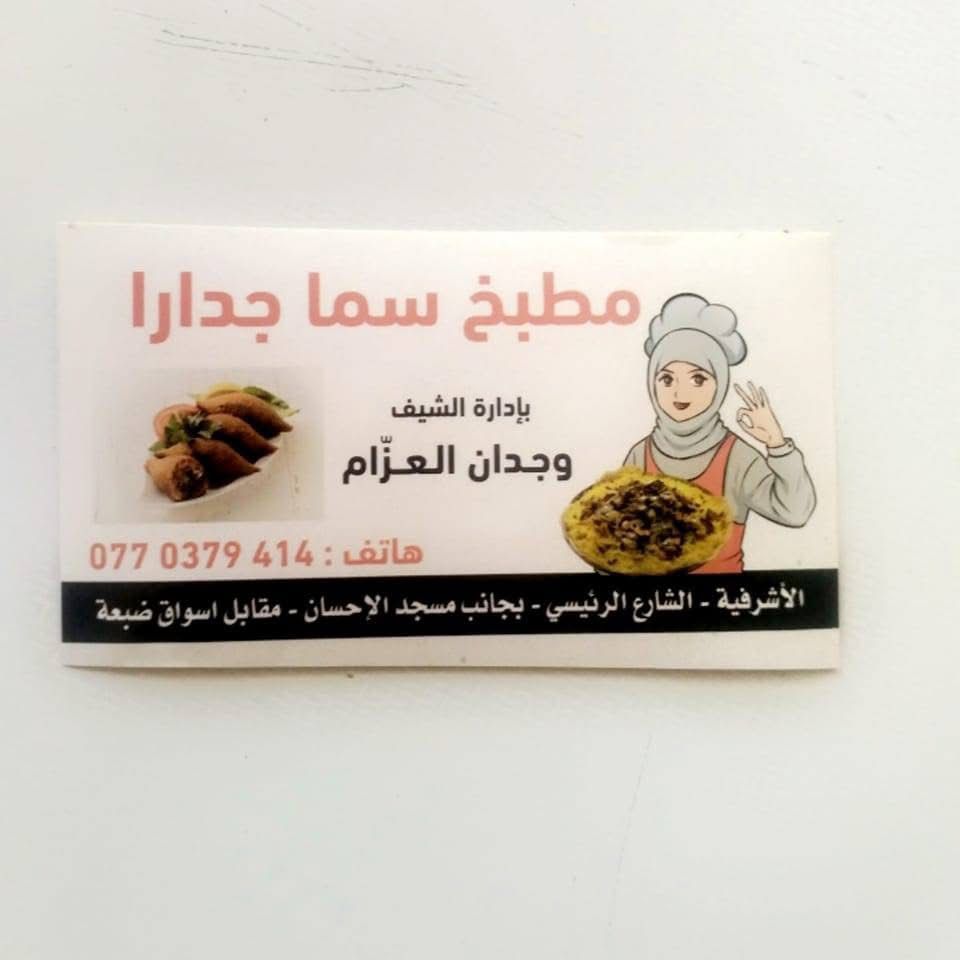 مطبخ سما جدارا
بإدارة الشيف
وجدان العزّام
هاتف : 077 0379 414
الأشرفية - الشارع الرئيسي - بجانب مسجد الإحسان - مقابل اسواق ضبعة